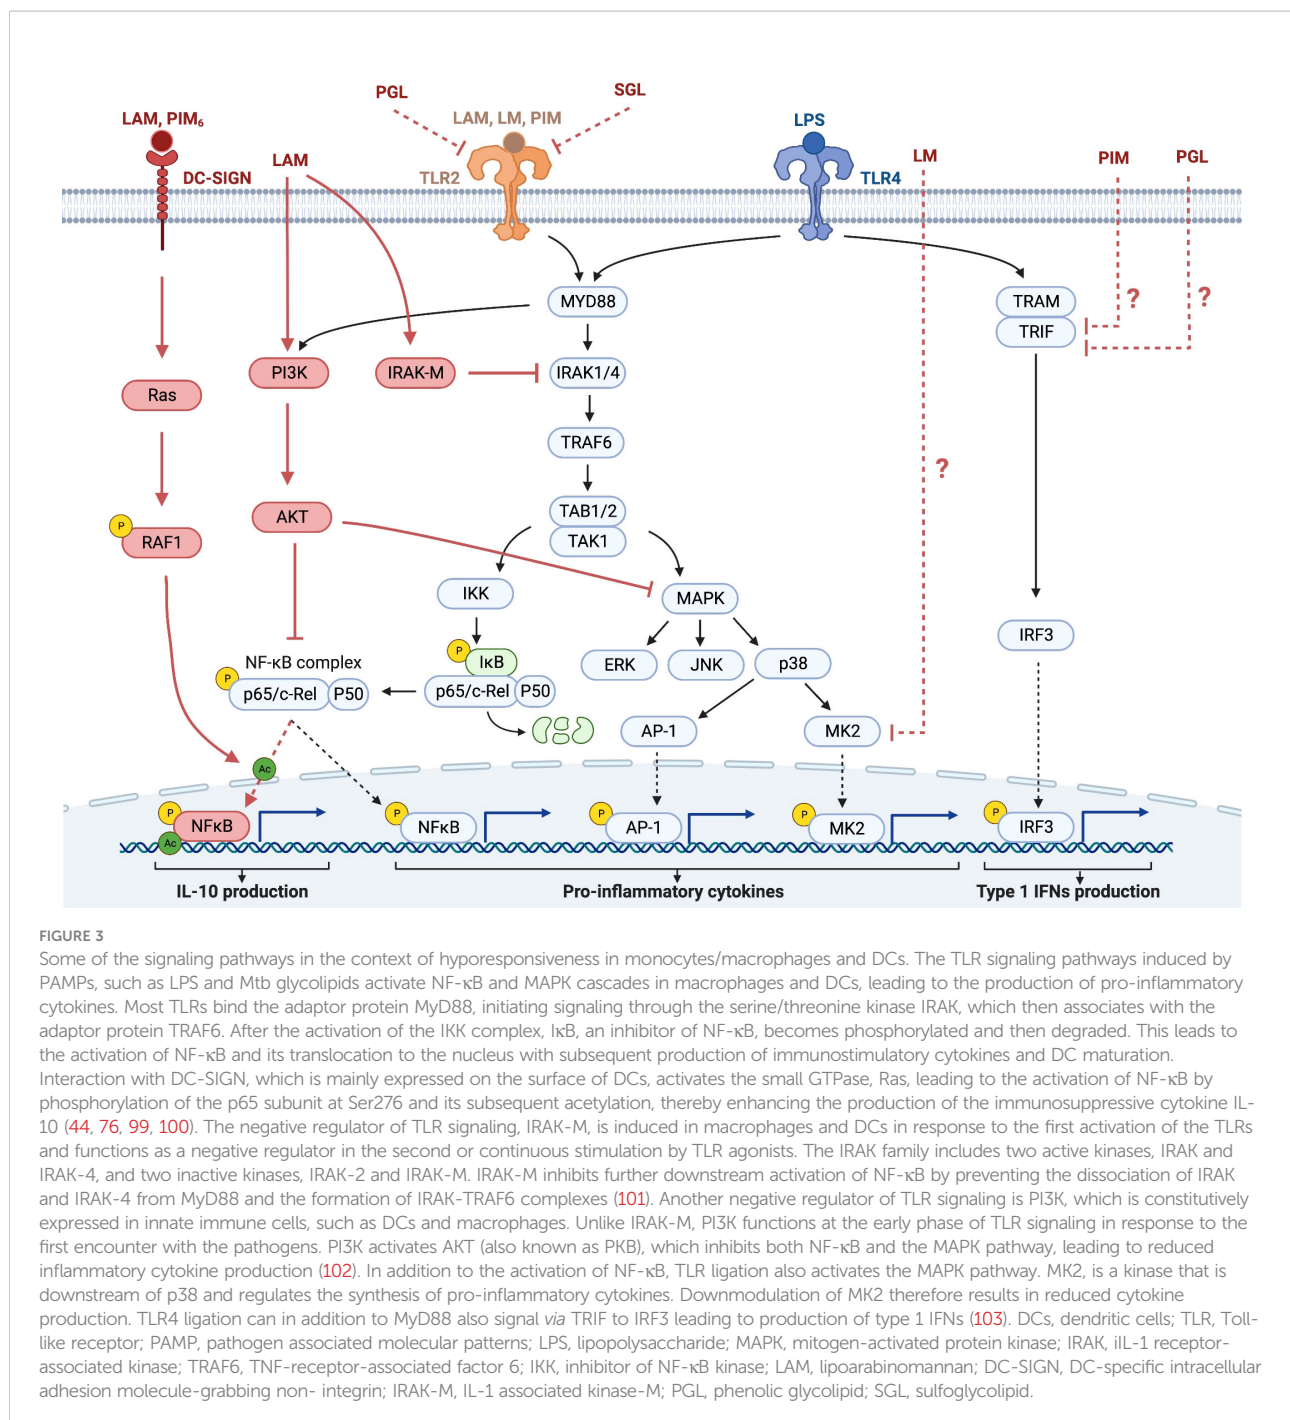 PGL
SGL
LAM, PIM₆
LAM, LM, PIM
LPS
LAM
LM
PIM
PGL
DC-SIGN
TLR2
TLR4
MYD88
TRAM
?
?
TRIF
PI3K
IRAK-M
IRAK1/4
Ras
TRAF6
?
TAB1/2
AKT
P
RAF1
TAK1
IKK
MAPK
IRF3
P
IκB
NF-κB complex
ERK
JNK
p38
P
p65/c-Rel
P50
p65/c-Rel
P50
AP-1
MK2
Ac
P
NFκB
Ac
P
NFκB
P
AP-1
P
MK2
P
IRF3
IL-10 production
Pro-inflammatory cytokines
Type 1 IFNs production
FIGURE 3
Some of the signaling pathways in the context of hyporesponsiveness in monocytes/macrophages and DCs. The TLR signaling pathways induced by
PAMPs, such as LPS and Mtb glycolipids activate NF-κB and MAPK cascades in macrophages and DCs, leading to the production of pro-inflammatory
cytokines. Most TLRs bind the adaptor protein MyD88, initiating signaling through the serine/threonine kinase IRAK, which then associates with the
adaptor protein TRAF6. After the activation of the IKK complex, IκB, an inhibitor of NF-κB, becomes phosphorylated and then degraded. This leads to
the activation of NF-κB and its translocation to the nucleus with subsequent production of immunostimulatory cytokines and DC maturation.
Interaction with DC-SIGN, which is mainly expressed on the surface of DCs, activates the small GTPase, Ras, leading to the activation of NF-κB by
phosphorylation of the p65 subunit at Ser276 and its subsequent acetylation, thereby enhancing the production of the immunosuppressive cytokine IL-
10 (44, 76, 99, 100). The negative regulator of TLR signaling, IRAK-M, is induced in macrophages and DCs in response to the first activation of the TLRs
and functions as a negative regulator in the second or continuous stimulation by TLR agonists. The IRAK family includes two active kinases, IRAK and
IRAK-4, and two inactive kinases, IRAK-2 and IRAK-M. IRAK-M inhibits further downstream activation of NF-κB by preventing the dissociation of IRAK
and IRAK-4 from MyD88 and the formation of IRAK-TRAF6 complexes (101). Another negative regulator of TLR signaling is PI3K, which is constitutively
expressed in innate immune cells, such as DCs and macrophages. Unlike IRAK-M, PI3K functions at the early phase of TLR signaling in response to the
first encounter with the pathogens. PI3K activates AKT (also known as PKB), which inhibits both NF-κB and the MAPK pathway, leading to reduced
inflammatory cytokine production (102). In addition to the activation of NF-κB, TLR ligation also activates the MAPK pathway. MK2, is a kinase that is
downstream of p38 and regulates the synthesis of pro-inflammatory cytokines. Downmodulation of MK2 therefore results in reduced cytokine
production. TLR4 ligation can in addition to MyD88 also signal via TRIF to IRF3 leading to production of type 1 IFNs (103). DCs, dendritic cells; TLR, Toll-
like receptor; PAMP, pathogen associated molecular patterns; LPS, lipopolysaccharide; MAPK, mitogen-activated protein kinase; IRAK, iIL-1 receptor-
associated kinase; TRAF6, TNF-receptor-associated factor 6; IKK, inhibitor of NF-κB kinase; LAM, lipoarabinomannan; DC-SIGN, DC-specific intracellular
adhesion molecule-grabbing non- integrin; IRAK-M, IL-1 associated kinase-M; PGL, phenolic glycolipid; SGL, sulfoglycolipid.